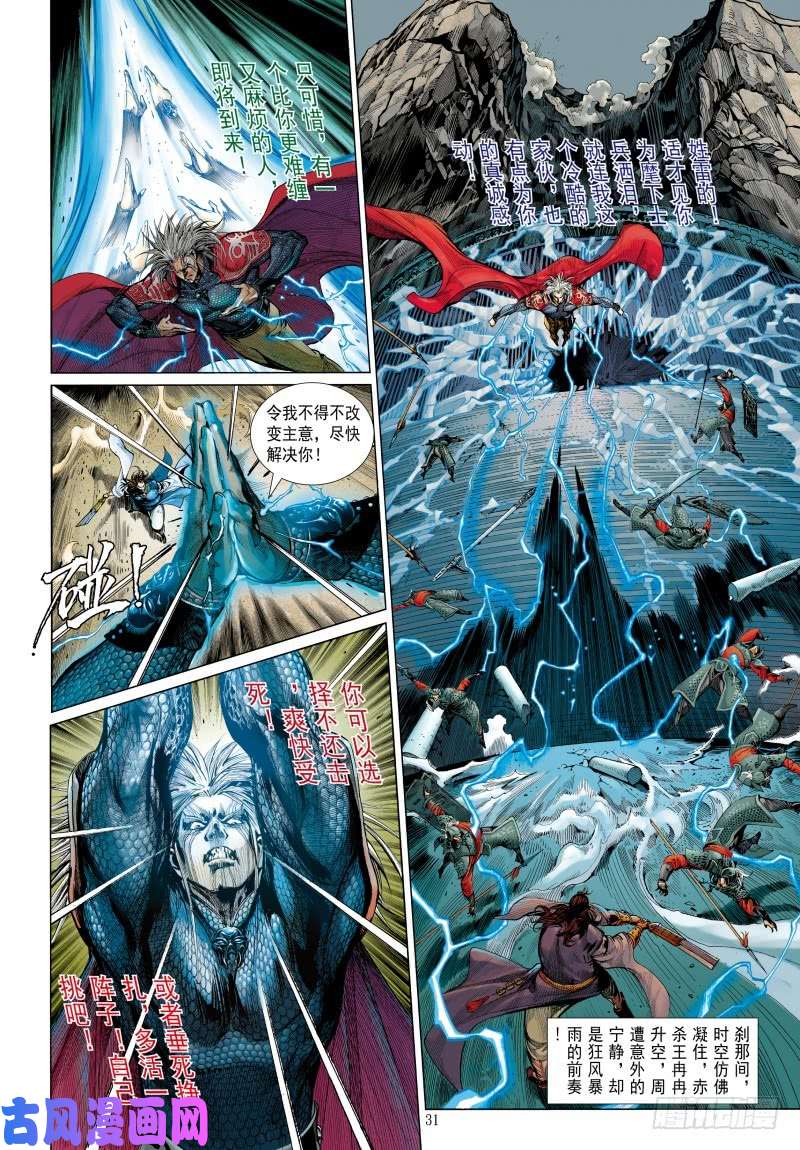 姓雷的！
适才见你
为麾下士
兵洒泪，
就连我这
个冷酷的
家伙，也
有点为你
的真诚感
动！
刹那间，
时空仿佛
凝住，赤
杀王冉冉
升空，周
遭意外的
宁静，却
是狂风暴
雨的前奏
！
只可惜，有一
个比你更难缠
又麻烦的人，
即将到来！
令我不得不改
变主意，尽快
解决你！
碰！
你可以选
择不还击
，爽快受
死！
或者垂死挣
扎，多活一
阵子！自己
挑吧！
31
古风漫画网
腾讯动漫